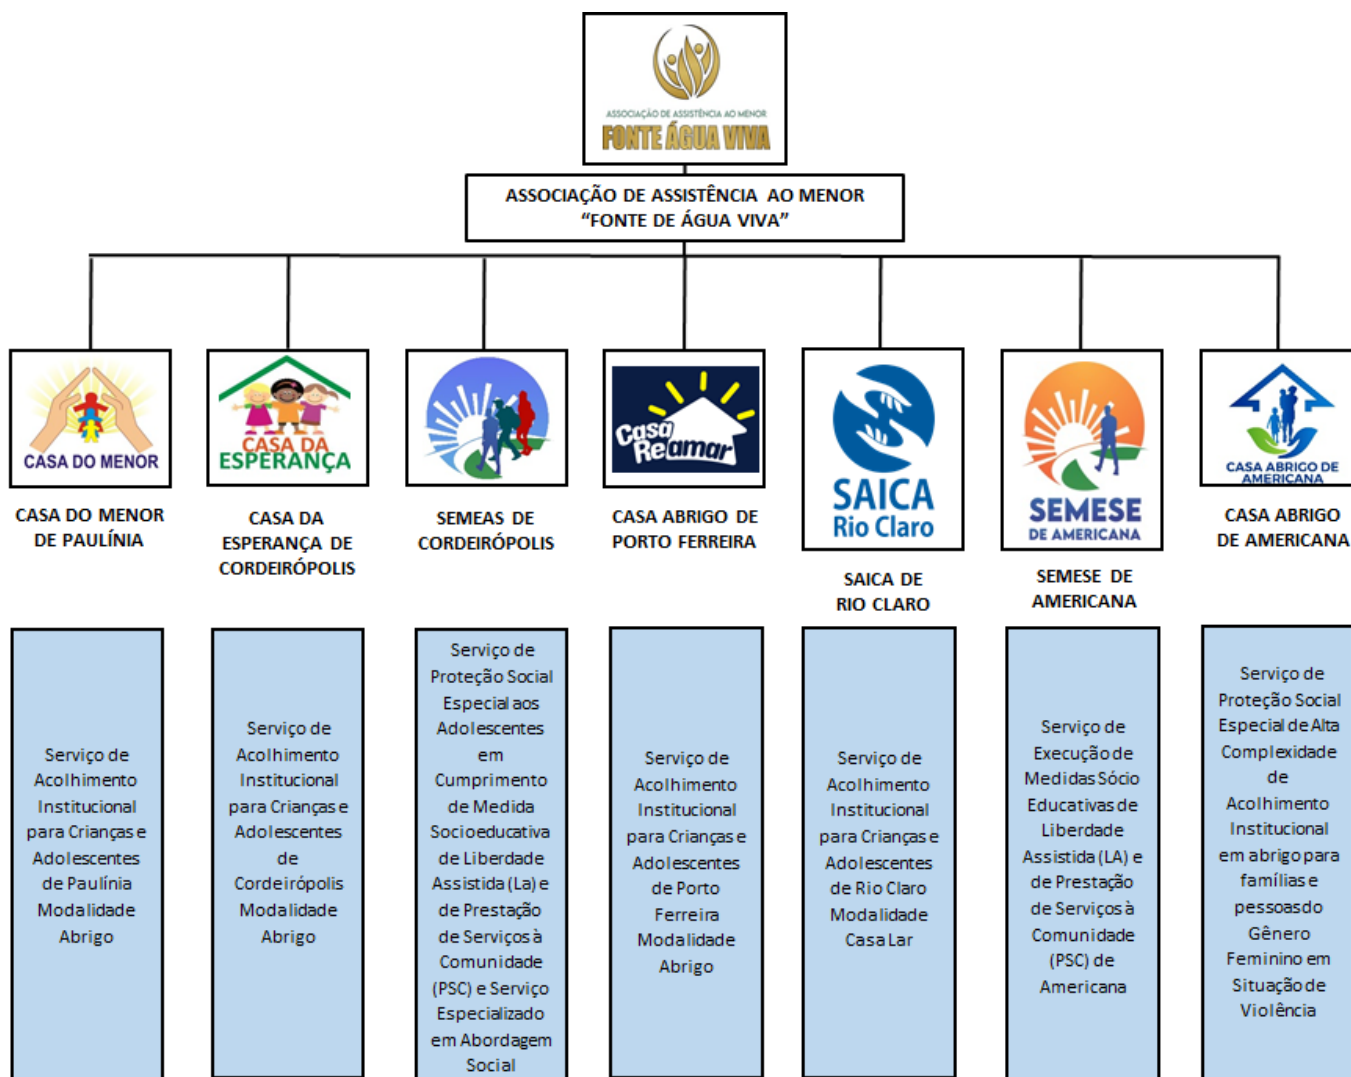 ASSOCIAÇÃO DE ASSISTÊNCIA AO MENOR
FONTE ÁGUA VIVA
ASSOCIAÇÃO DE ASSISTÊNCIA AO MENOR
“FONTE DE ÁGUA VIVA”
CASA DO MENOR
CASA DO MENOR
DE PAULÍNIA
Serviço de
Acolhimento
Institucional
para Crianças e
Adolescentes
de Paulínia
Modalidade
Abrigo
CASA DA
ESPERANÇA
CASA DA
ESPERANÇA DE
CORDEIRÓPOLIS
Serviço de
Acolhimento
Institucional
para Crianças e
Adolescentes
de
Cordeirópolis
Modalidade
Abrigo
SEMEAS DE
CORDEIRÓPOLIS
Serviço de
Proteção Social
Especial aos
Adolescentes
em
Cumprimento
de Medida
Socioeducativa
de Liberdade
Assistida (La) e
de Prestação
de Serviços à
Comunidade
(PSC) e Serviço
Especializado
em Abordagem
Social
Casa
Reamar
CASA ABRIGO DE
PORTO FERREIRA
Serviço de
Acolhimento
Institucional
para Crianças e
Adolescentes
de Porto
Ferreira
Modalidade
Abrigo
SAICA
Rio Claro
SAICA DE
RIO CLARO
Serviço de
Acolhimento
Institucional
para Crianças e
Adolescentes
de Rio Claro
Modalidade
Casa Lar
SEMESE
DE AMERICANA
SEMESE DE
AMERICANA
Serviço de
Execução de
Medidas Sócio
Educativas de
Liberdade
Assistida (LA) e
de Prestação
de Serviços à
Comunidade
(PSC) de
Americana
CASA ABRIGO DE
AMERICANA
CASA ABRIGO
DE AMERICANA
Serviço de
Proteção Social
Especial de Alta
Complexidade
de
Acolhimento
Institucional
em abrigo para
famílias e
pessoas do
Gênero
Feminino em
Situação de
Violência